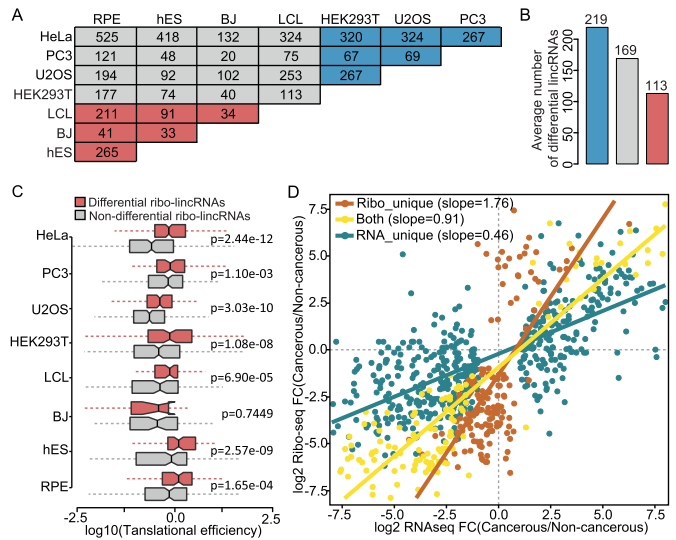 A
RPE hES BJ LCL HEK293T U2OS PC3
HeLa 525 418 132 324 320 324 267
PC3 121 48 20 75 67 69
U2OS 194 92 102 253 267
HEK293T 177 74 40 113
LCL 211 91 34
BJ 41 33
hES 265
B
Average number
of differential lincRNAs
0 50 100 150 200
219
169
113
C
Differential ribo-lincRNAs
Non-differential ribo-lincRNAs
HeLa p=2.44e-12
PC3 p=1.10e-03
U2OS p=3.03e-10
HEK293T p=1.08e-08
LCL p=6.90e-05
BJ p=0.7449
hES p=2.57e-09
RPE p=1.65e-04
-2.5 0.0 2.5
log10(Tanslational efficiency)
D
Ribo_unique (slope=1.76)
Both (slope=0.91)
RNA_unique (slope=0.46)
log2 Ribo-seq FC(Cancerous/Non-cancerous)
7.5
5.0
2.5
0.0
-2.5
-5.0
-7.5
-7.5 -5.0 -2.5 0.0 2.5 5.0 7.5
log2 RNAseq FC(Cancerous/Non-cancerous)